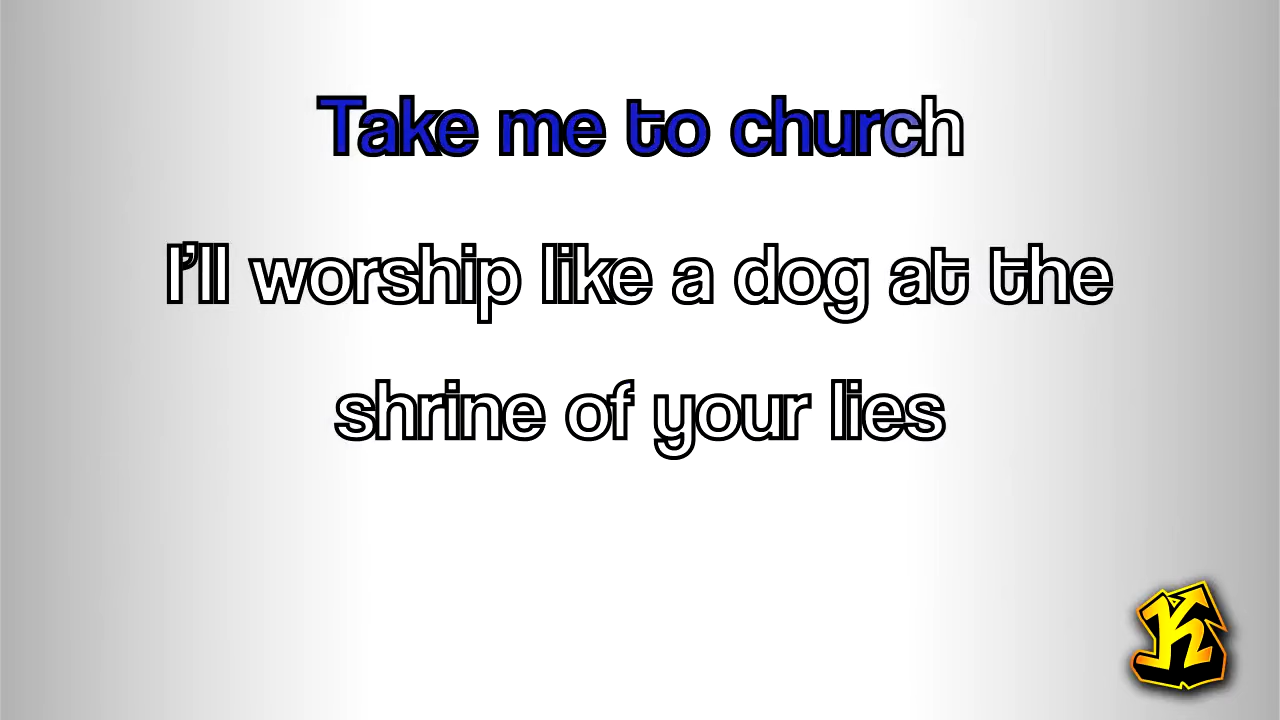 Take me to church
I'll worship like a dog at the
shrine of your lies
K